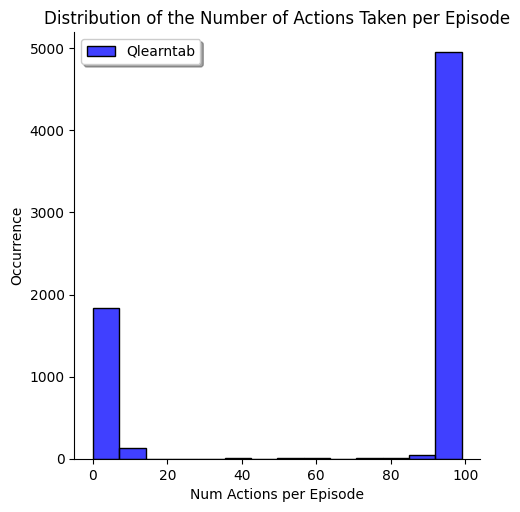 Distribution of the Number of Actions Taken per Episode
Qlearntab
5000
4000
3000
2000
1000
0
Occurrence
0 20 40 60 80 100
Num Actions per Episode